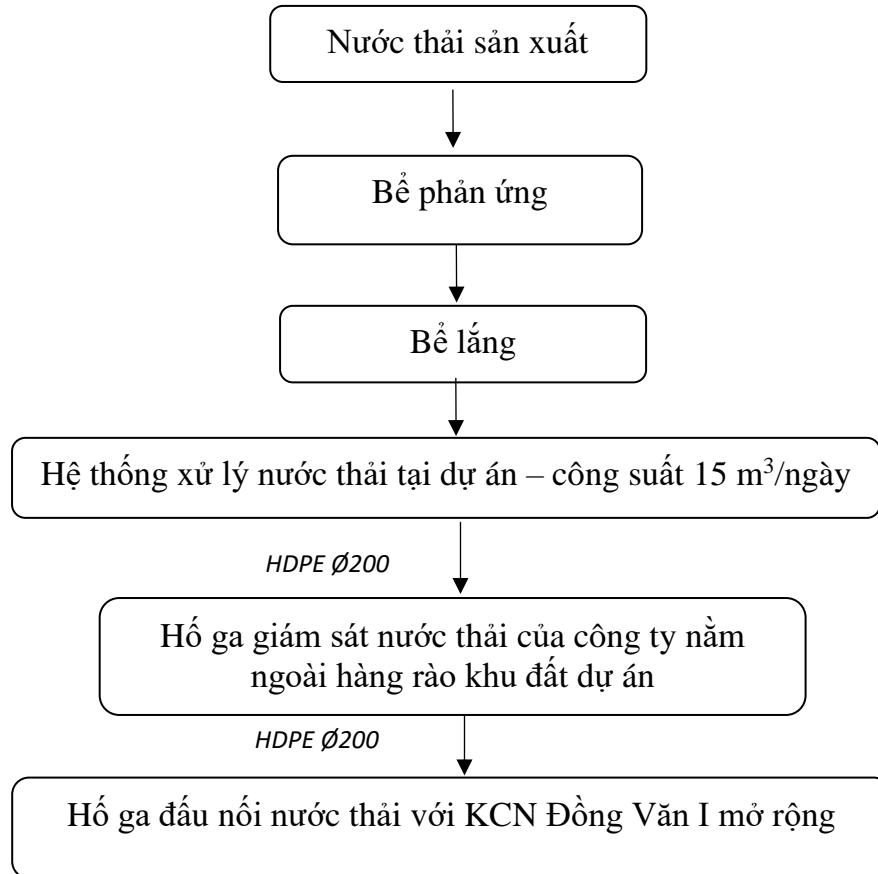 Nước thải sản xuất
Bể phản ứng
Bể lắng
Hệ thống xử lý nước thải tại dự án – công suất 15 m³/ngày
HDPE Ø200
Hố ga giám sát nước thải của công ty nằm
ngoài hàng rào khu đất dự án
HDPE Ø200
Hố ga đấu nối nước thải với KCN Đồng Văn I mở rộng